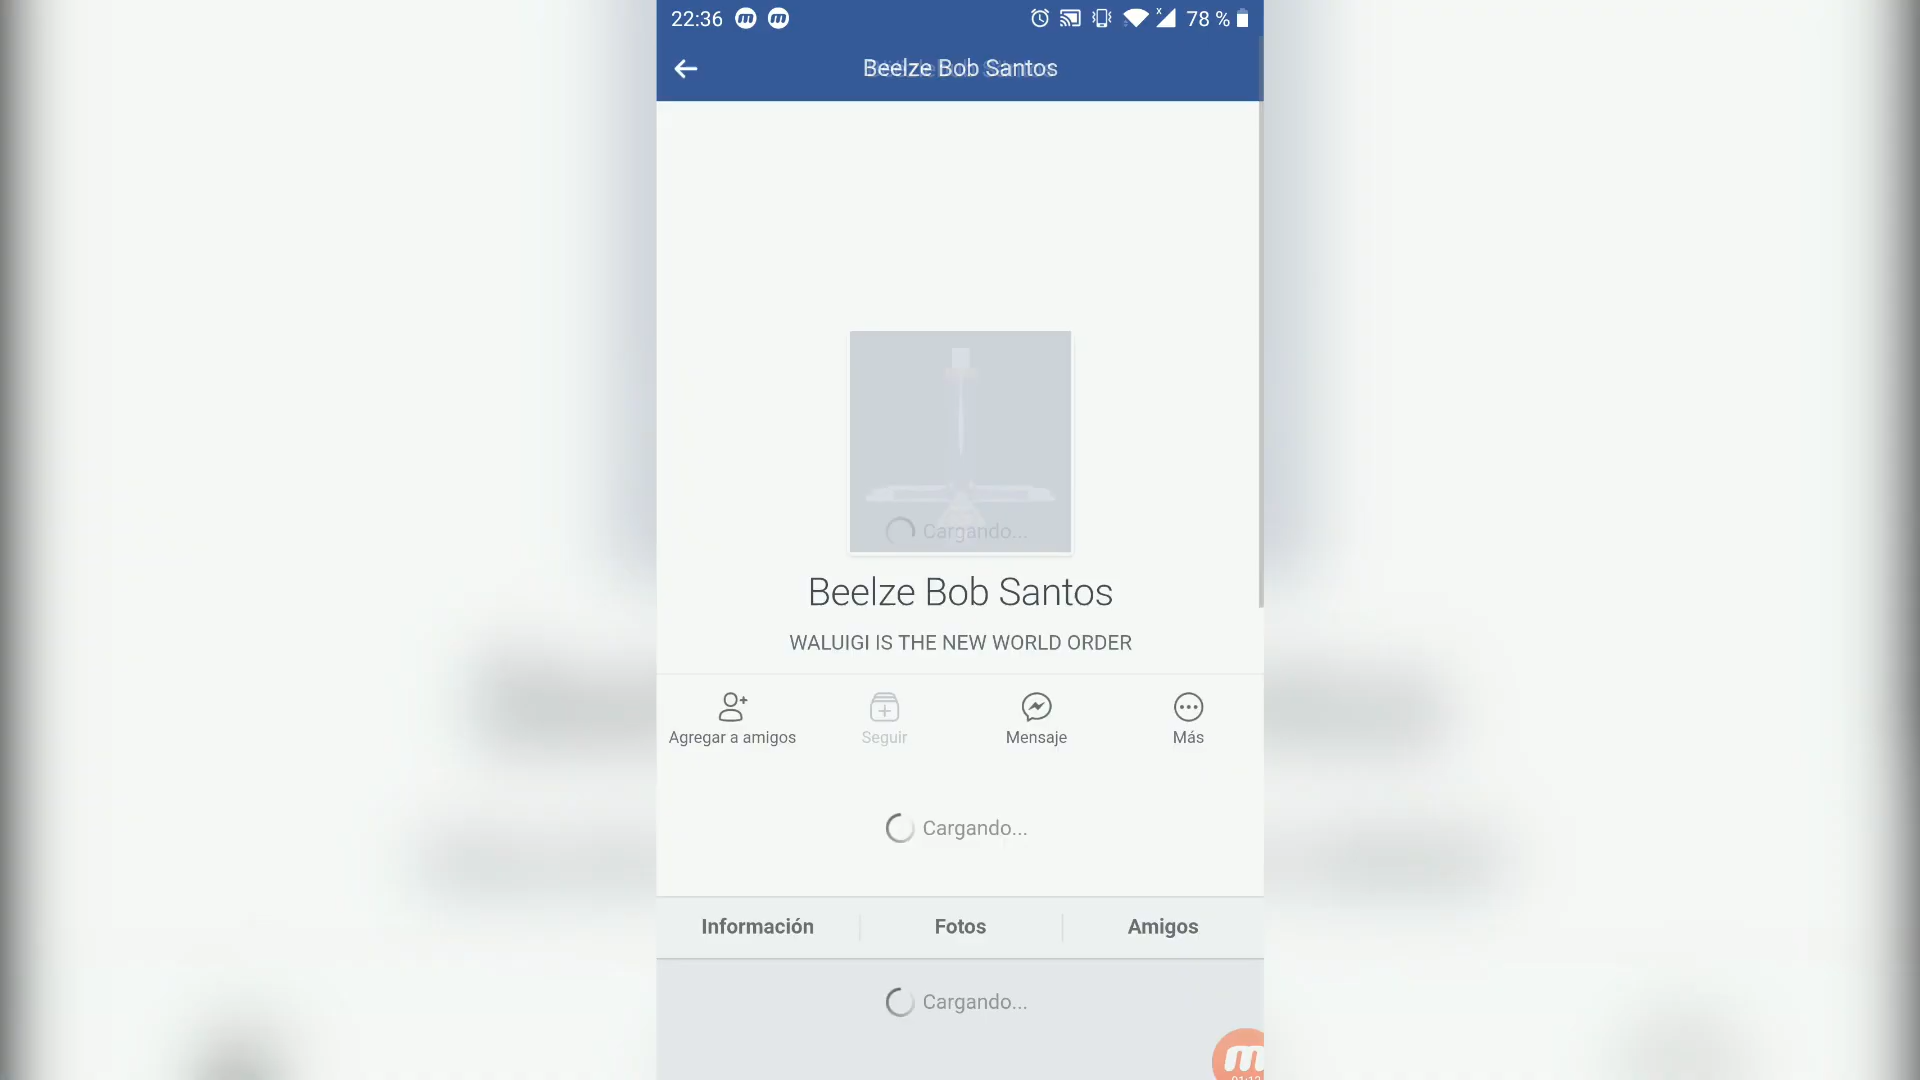 22:36 78 %
Beelze Bob Santos
Cargando...
Beelze Bob Santos
WALUIGI IS THE NEW WORLD ORDER
Agregar a amigos Seguir Mensaje Más
Cargando...
Información Fotos Amigos
Cargando...